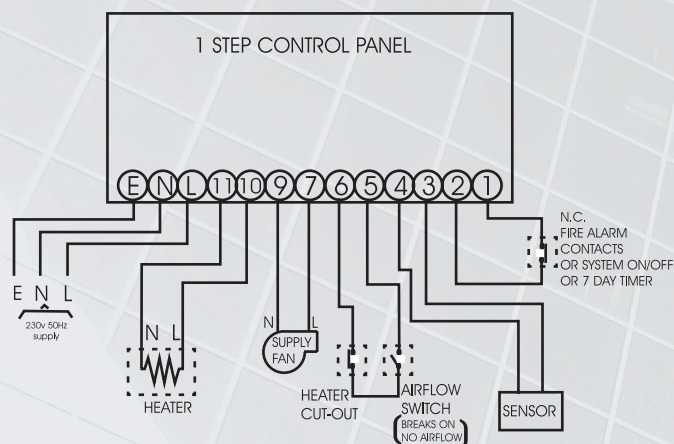 1 STEP CONTROL PANEL
E N L 11 10 9 7 6 5 4 3 2 1
N.C.
FIRE ALARM
CONTACTS
OR SYSTEM ON/OFF
OR 7 DAY TIMER
E N L
230v 50Hz
supply
N L
HEATER
N L
SUPPLY
FAN
HEATER
CUT-OUT
AIRFLOW
SWITCH
(BREAKS ON
NO AIRFLOW)
SENSOR